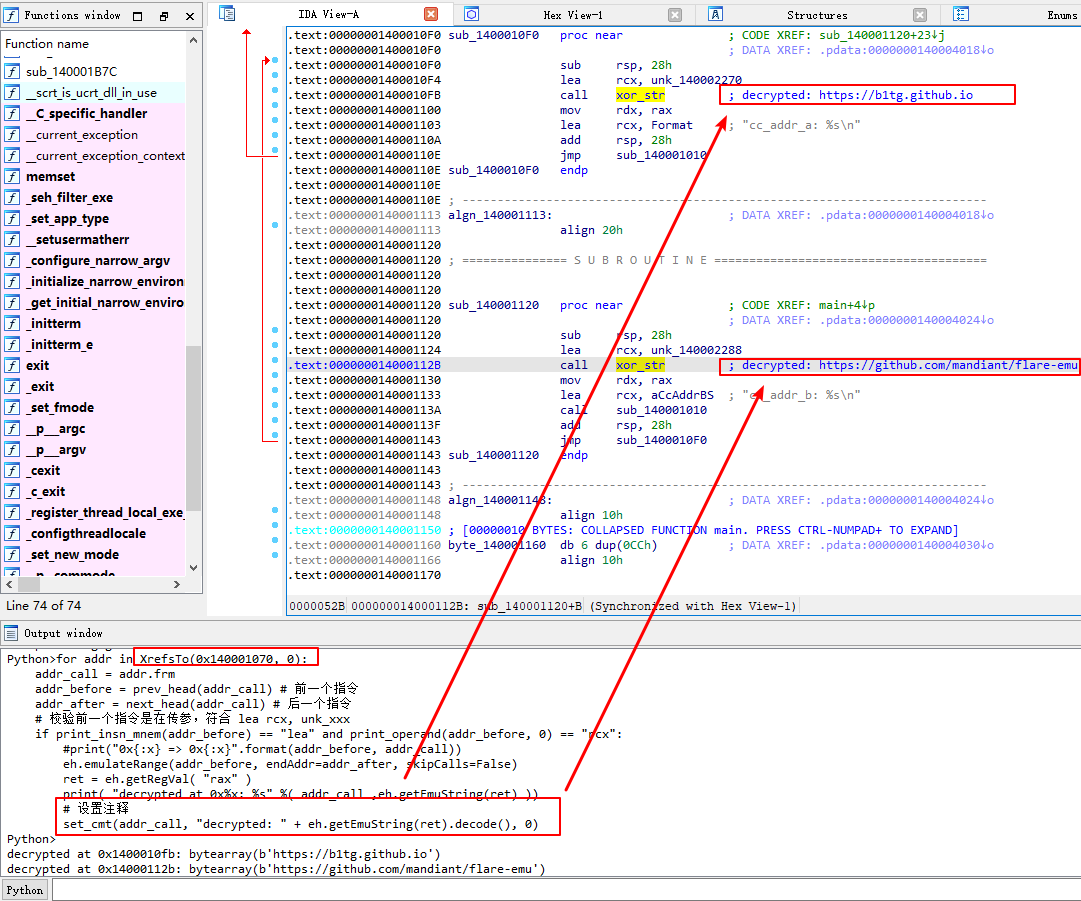 Functions window
IDA View-A
Hex View-1
Structures
Enums
Function name
sub_140001B7C
__scrt_is_ucrt_dll_in_use
__C_specific_handler
__current_exception
__current_exception_context
memset
_seh_filter_exe
_set_app_type
__setusermatherr
_configure_narrow_argv
_initialize_narrow_environ
_get_initial_narrow_enviro
_initterm
_initterm_e
exit
_exit
_set_fmode
__p___argc
__p___argv
_cexit
_c_exit
_register_thread_local_exe_
_configthreadlocale
_set_new_mode
__p__commode
Line 74 of 74
.text:00000001400010F0 sub_1400010F0 proc near ; CODE XREF: sub_140001120+23↓j
.text:00000001400010F0 ; DATA XREF: .pdata:0000000140004018↓o
.text:00000001400010F0 sub rsp, 28h
.text:00000001400010F4 lea rcx, unk_140002270
.text:00000001400010FB call xor_str ; decrypted: https://b1tg.github.io
.text:0000000140001100 mov rdx, rax
.text:0000000140001103 lea rcx, Format ; "cc_addr_a: %s\n"
.text:000000014000110A add rsp, 28h
.text:000000014000110E jmp sub_140001010
.text:000000014000110E sub_1400010F0 endp
.text:000000014000110E
.text:000000014000110E ; ---------------------------------------------------------------------------
.text:0000000140001113 algn_140001113: ; DATA XREF: .pdata:0000000140004018↓o
.text:0000000140001113 align 20h
.text:0000000140001120
.text:0000000140001120 ; =============== S U B R O U T I N E =======================================
.text:0000000140001120
.text:0000000140001120
.text:0000000140001120 sub_140001120 proc near ; CODE XREF: main+4↓p
.text:0000000140001120 ; DATA XREF: .pdata:0000000140004024↓o
.text:0000000140001120 sub rsp, 28h
.text:0000000140001124 lea rcx, unk_140002288
.text:000000014000112B call xor_str ; decrypted: https://github.com/mandiant/flare-emu
.text:0000000140001130 mov rdx, rax
.text:0000000140001133 lea rcx, aCcAddrBS ; "cc_addr_b: %s\n"
.text:000000014000113A call sub_140001010
.text:000000014000113F add rsp, 28h
.text:0000000140001143 jmp sub_1400010F0
.text:0000000140001143 sub_140001120 endp
.text:0000000140001143
.text:0000000140001143 ; ---------------------------------------------------------------------------
.text:0000000140001148 algn_140001148: ; DATA XREF: .pdata:0000000140004024↓o
.text:0000000140001148 align 10h
.text:0000000140001150 ; [00000010 BYTES: COLLAPSED FUNCTION main. PRESS CTRL-NUMPAD+ TO EXPAND]
.text:0000000140001160 byte_140001160 db 6 dup(0CCh) ; DATA XREF: .pdata:0000000140004030↓o
.text:0000000140001166 align 10h
.text:0000000140001170
0000052B 000000014000112B: sub_140001120+B (Synchronized with Hex View-1)
Output window
Python>for addr in XrefsTo(0x140001070, 0):
addr_call = addr.frm
addr_before = prev_head(addr_call) # 前一个指令
addr_after = next_head(addr_call) # 后一个指令
# 校验前一个指令是在传参，符合 lea rcx, unk_xxx
if print_insn_mnem(addr_before) == "lea" and print_operand(addr_before, 0) == "rcx":
#print("0x{:x} => 0x{:x}".format(addr_before, addr_call))
eh.emulateRange(addr_before, endAddr=addr_after, skipCalls=False)
ret = eh.getRegVal( "rax" )
print( "decrypted at 0x%x: %s" %( addr_call ,eh.getEmuString(ret) ))
# 设置注释
set_cmt(addr_call, "decrypted: " + eh.getEmuString(ret).decode(), 0)
Python>
decrypted at 0x1400010fb: bytearray(b'https://b1tg.github.io')
decrypted at 0x14000112b: bytearray(b'https://github.com/mandiant/flare-emu')
Python